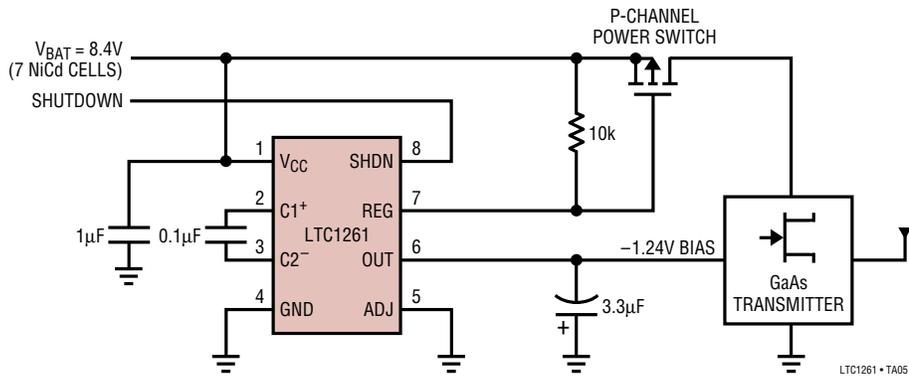 P-CHANNEL
POWER SWITCH
VBAT = 8.4V
(7 NiCd CELLS)
SHUTDOWN
10k
1 VCC SHDN 8
2 C1+ REG 7
LTC1261
3 C2− OUT 6
4 GND ADJ 5
1µF
0.1µF
−1.24V BIAS
3.3µF
+
GaAs
TRANSMITTER
LTC1261 • TA05